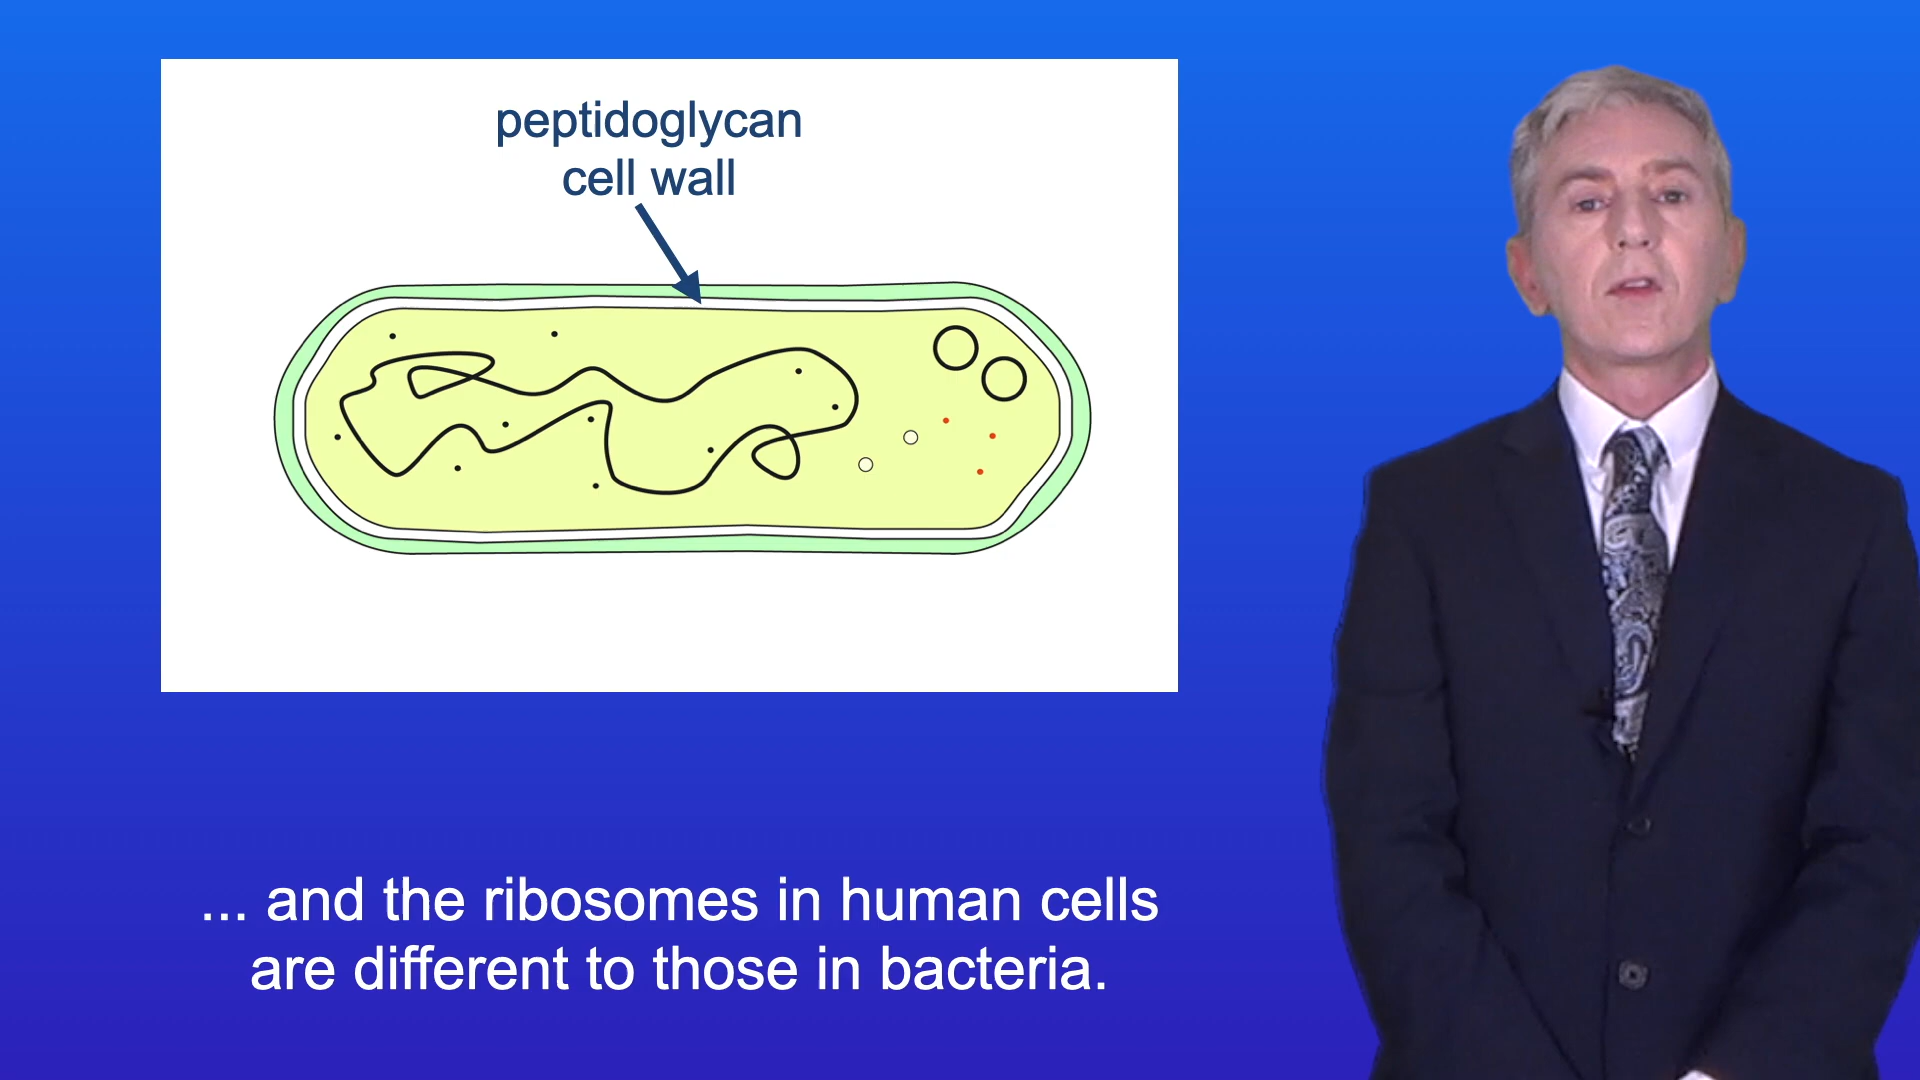 peptidoglycan
cell wall
... and the ribosomes in human cells
are different to those in bacteria.